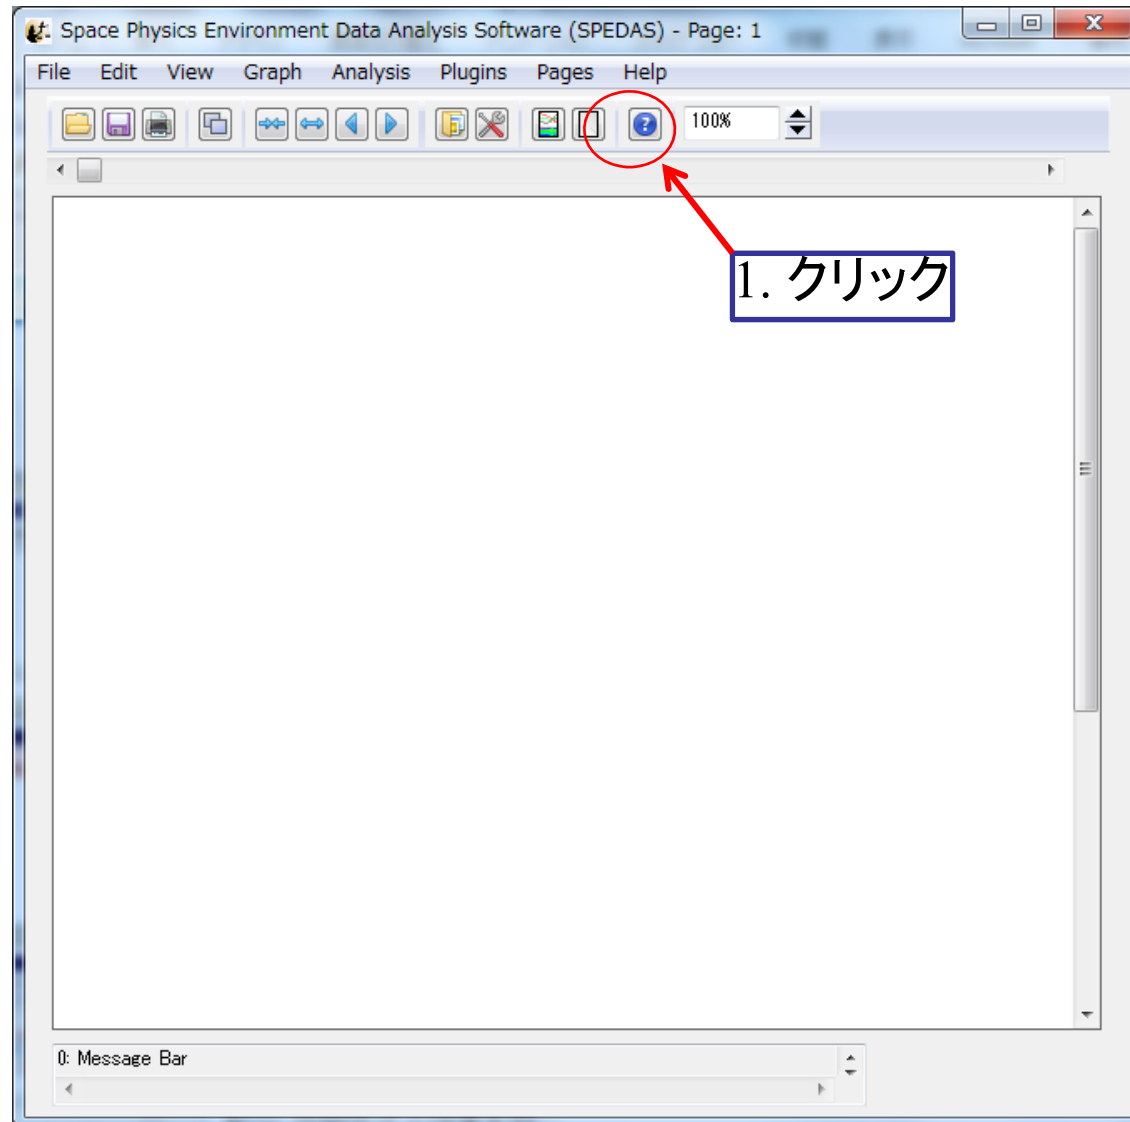 Space Physics Environment Data Analysis Software (SPEDAS) - Page: 1
File Edit View Graph Analysis Plugins Pages Help
100%
1. クリック
0: Message Bar